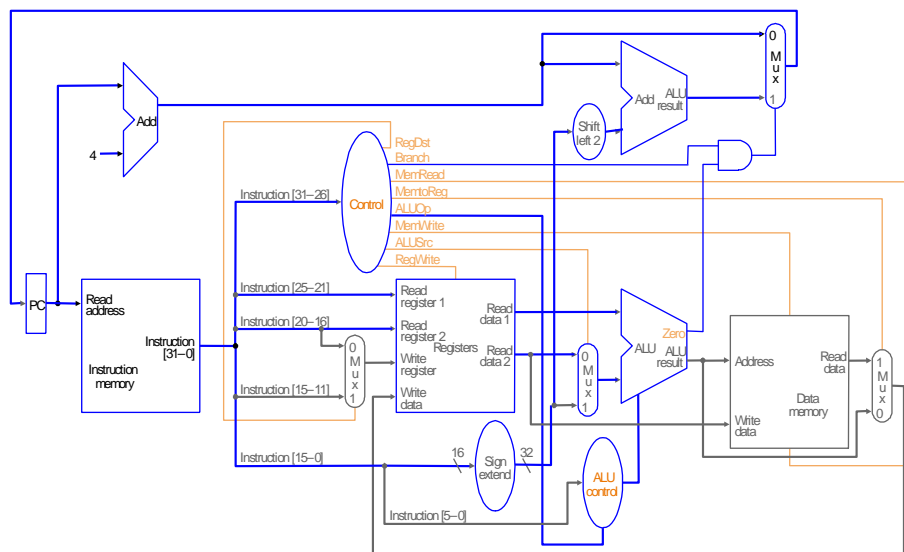 0
M
u
x
1
Add
ALU
result
Add
4
Shift
left 2
RegDst
Branch
MemRead
MemtoReg
ALUOp
MemWrite
ALUSrc
RegWrite
Control
Instruction [31–26]
Instruction [25–21]
Instruction [20–16]
Instruction [15–11]
Instruction [15–0]
Instruction [5–0]
PC
Read
address
Instruction
[31–0]
Instruction
memory
0
M
u
x
1
Read
register 1
Read
register 2
Write
register
Write
data
Registers
Read
data 1
Read
data 2
0
M
u
x
1
Zero
ALU
ALU
result
Address
Write
data
Read
data
Data
memory
1
M
u
x
0
16
Sign
extend
32
ALU
control